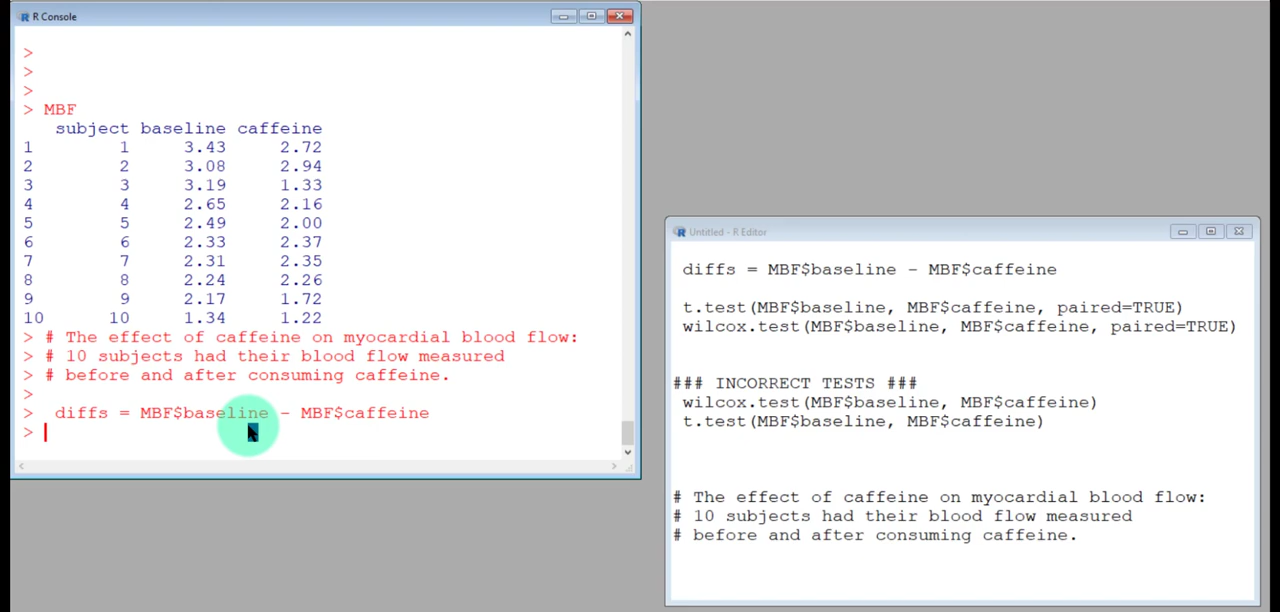 R Console
>
>
>
> MBF
subject baseline caffeine
1 1 3.43 2.72
2 2 3.08 2.94
3 3 3.19 1.33
4 4 2.65 2.16
5 5 2.49 2.00
6 6 2.33 2.37
7 7 2.31 2.35
8 8 2.24 2.26
9 9 2.17 1.72
10 10 1.34 1.22
> # The effect of caffeine on myocardial blood flow:
> # 10 subjects had their blood flow measured
> # before and after consuming caffeine.
>
> diffs = MBF$baseline - MBF$caffeine
>
Untitled - R Editor
diffs = MBF$baseline - MBF$caffeine
t.test(MBF$baseline, MBF$caffeine, paired=TRUE)
wilcox.test(MBF$baseline, MBF$caffeine, paired=TRUE)
### INCORRECT TESTS ###
wilcox.test(MBF$baseline, MBF$caffeine)
t.test(MBF$baseline, MBF$caffeine)
# The effect of caffeine on myocardial blood flow:
# 10 subjects had their blood flow measured
# before and after consuming caffeine.